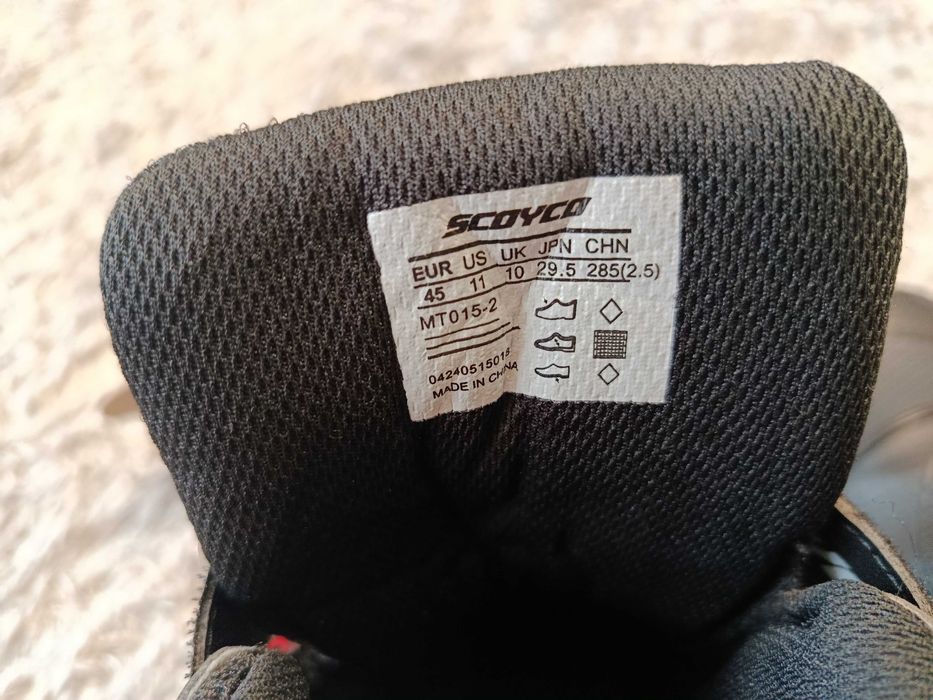 SCOYCO
EUR US UK JPN CHN
45 11 10 29.5 285(2.5)
MT015-2
04240515015
MADE IN CHINA